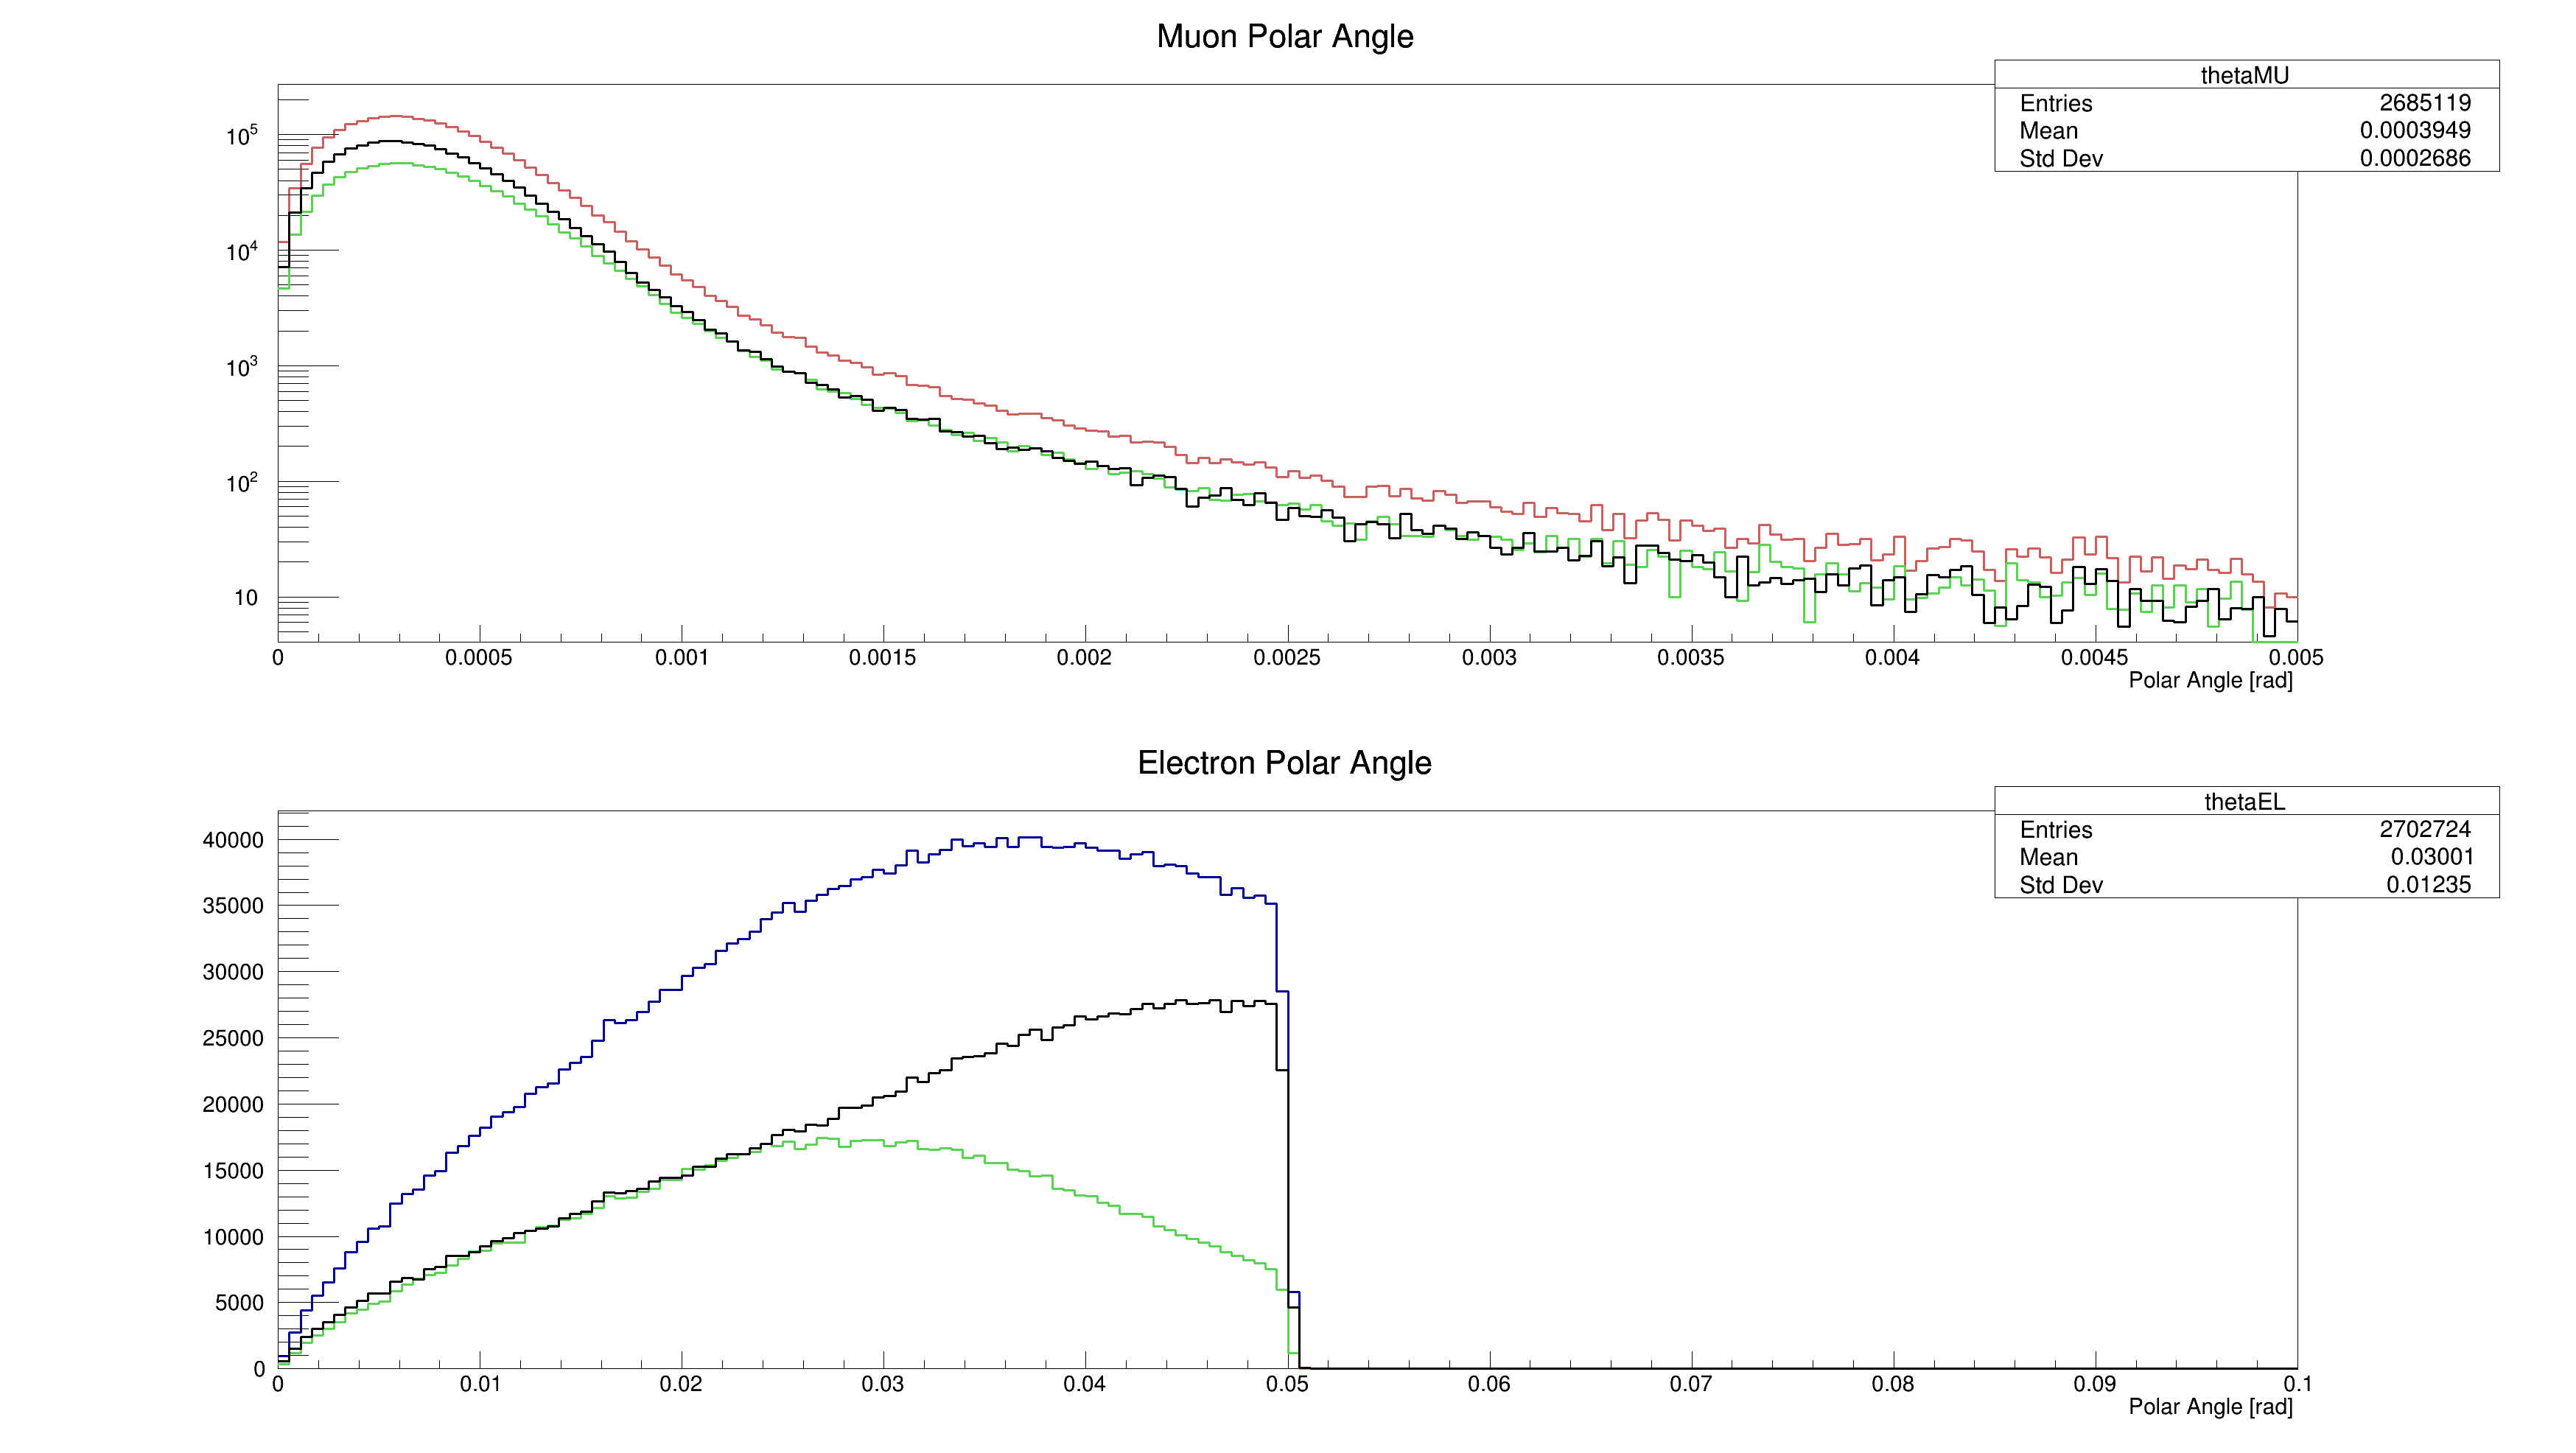 Muon Polar Angle
thetaMU
Entries 2685119
Mean 0.0003949
Std Dev 0.0002686
10^5
10^4
10^3
10^2
10
0 0.0005 0.001 0.0015 0.002 0.0025 0.003 0.0035 0.004 0.0045 0.005
Polar Angle [rad]
Electron Polar Angle
thetaEL
Entries 2702724
Mean 0.03001
Std Dev 0.01235
40000
35000
30000
25000
20000
15000
10000
5000
0
0 0.01 0.02 0.03 0.04 0.05 0.06 0.07 0.08 0.09 0.1
Polar Angle [rad]